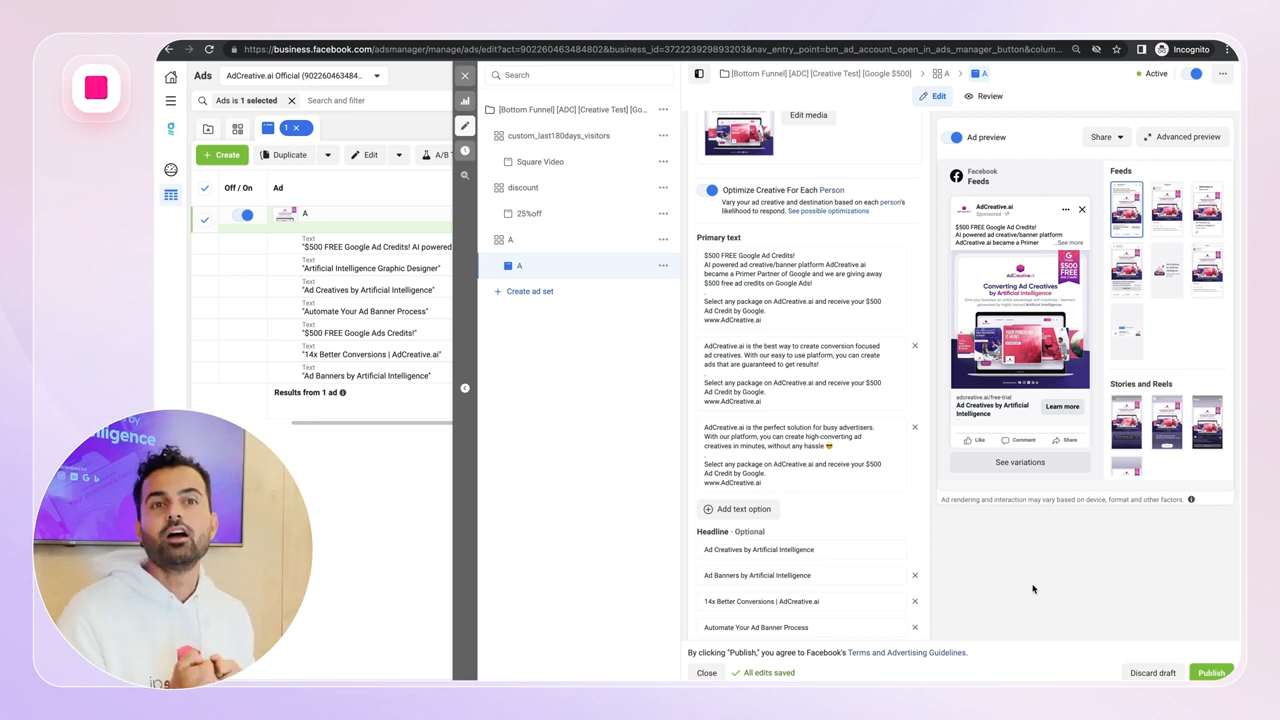 https://business.facebook.com/adsmanager/manage/ads/edit?act=902260463484802&business_id=372223929893203&nav_entry_point=bm_ad_account_open_in_ads_manager_button&colum...
Incognito
Ads
AdCreative.ai Official (902260463484...
Ads is 1 selected
Search and filter
1
Create
Duplicate
Edit
A/B T
Off / On
Ad
A
Text
"$500 FREE Google Ad Credits! AI powered
Text
"Artificial Intelligence Graphic Designer"
Text
"Ad Creatives by Artificial Intelligence"
Text
"Automate Your Ad Banner Process"
Text
"$500 FREE Google Ads Credits!"
Text
"14x Better Conversions | AdCreative.ai"
Text
"Ad Banners by Artificial Intelligence"
Results from 1 ad
Search
[Bottom Funnel] [ADC] [Creative Test] [Go...
custom_last180days_visitors
Square Video
discount
25%off
A
A
Create ad set
[Bottom Funnel] [ADC] [Creative Test] [Google $500]
A
A
Active
Edit
Review
Edit media
Optimize Creative For Each Person
Vary your ad creative and destination based on each person's
likelihood to respond. See possible optimizations
Primary text
$500 FREE Google Ad Credits!
AI powered ad creative/banner platform AdCreative.ai
became a Primer Partner of Google and we are giving away
$500 free ad credits on Google Ads!
.
Select any package on AdCreative.ai and receive your $500
Ad Credit by Google.
www.AdCreative.ai
AdCreative.ai is the best way to create conversion focused
ad creatives. With our easy to use platform, you can create
ads that are guaranteed to get results!
.
Select any package on AdCreative.ai and receive your $500
Ad Credit by Google.
www.AdCreative.ai
AdCreative.ai is the perfect solution for busy advertisers.
With our platform, you can create high-converting ad
creatives in minutes, without any hassle 😎
.
Select any package on AdCreative.ai and receive your $500
Ad Credit by Google.
www.AdCreative.ai
Add text option
Headline · Optional
Ad Creatives by Artificial Intelligence
Ad Banners by Artificial Intelligence
14x Better Conversions | AdCreative.ai
Automate Your Ad Banner Process
Ad preview
Share
Advanced preview
Facebook
Feeds
AdCreative.ai
Sponsored
$500 FREE Google Ad Credits!
AI powered ad creative/banner platform
AdCreative.ai became a Primer
...See more
$500
FREE
AdCreative.ai
Converting Ad Creatives
by Artificial Intelligence
adcreative.ai/free-trial
Ad Creatives by Artificial
Intelligence
Learn more
Like
Comment
Share
See variations
Feeds
Stories and Reels
Ad rendering and interaction may vary based on device, format and other factors.
By clicking "Publish," you agree to Facebook's Terms and Advertising Guidelines.
Close
All edits saved
Discard draft
Publish